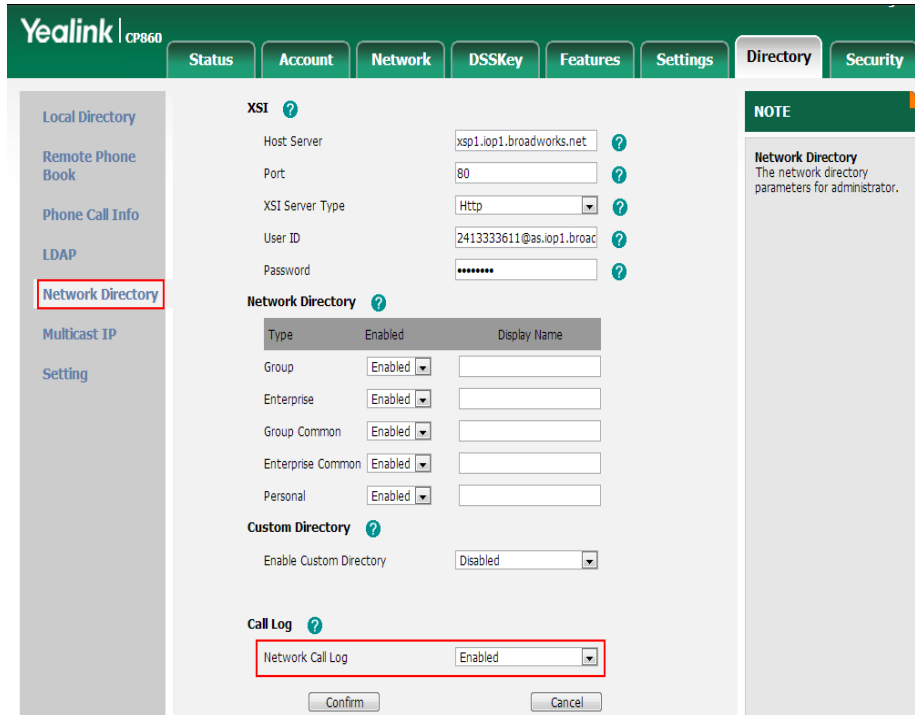 Yealink CP860
Status Account Network DSSKey Features Settings Directory Security
Local Directory
Remote Phone
Book
Phone Call Info
LDAP
Network Directory
Multicast IP
Setting
XSI ?
Host Server xsp1.iop1.broadworks.net ?
Port 80 ?
XSI Server Type Http ?
User ID 2413333611@as.iop1.broad ?
Password •••••••• ?
Network Directory ?
Type Enabled Display Name
Group Enabled
Enterprise Enabled
Group Common Enabled
Enterprise Common Enabled
Personal Enabled
Custom Directory ?
Enable Custom Directory Disabled
Call Log ?
Network Call Log Enabled
Confirm Cancel
NOTE
Network Directory
The network directory
parameters for administrator.